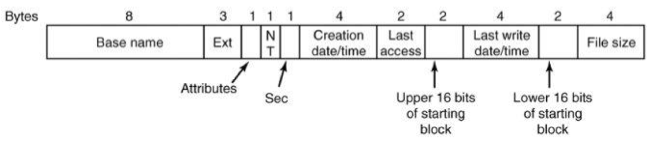 Bytes 8 3 1 1 1 4 2 2 4 2 4
Base name Ext N T Creation date/time Last access Last write date/time File size
Attributes
Sec
Upper 16 bits of starting block
Lower 16 bits of starting block